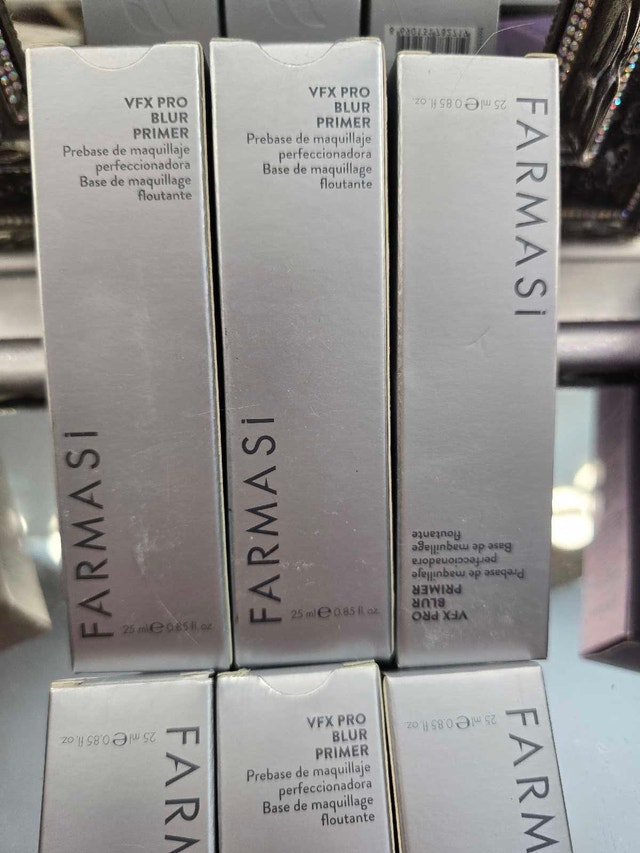 VFX PRO
BLUR
PRIMER
Prebase de maquillaje
perfeccionadora
Base de maquillage
floutante
FARMASi
25 ml e 0.85 fl. oz
VFX PRO
BLUR
PRIMER
Prebase de maquillaje
perfeccionadora
Base de maquillage
floutante
FARMASi
25 ml e 0.85 fl. oz
VFX PRO
BLUR
PRIMER
Prebase de maquillaje
perfeccionadora
Base de maquillage
floutante
FARMASi
25 ml e 0.85 fl. oz
25 ml e 0.85 fl. oz
FARM
VFX PRO
BLUR
PRIMER
Prebase de maquillaje
perfeccionadora
Base de maquillage
floutante
25 ml e 0.85 fl. oz
FARM